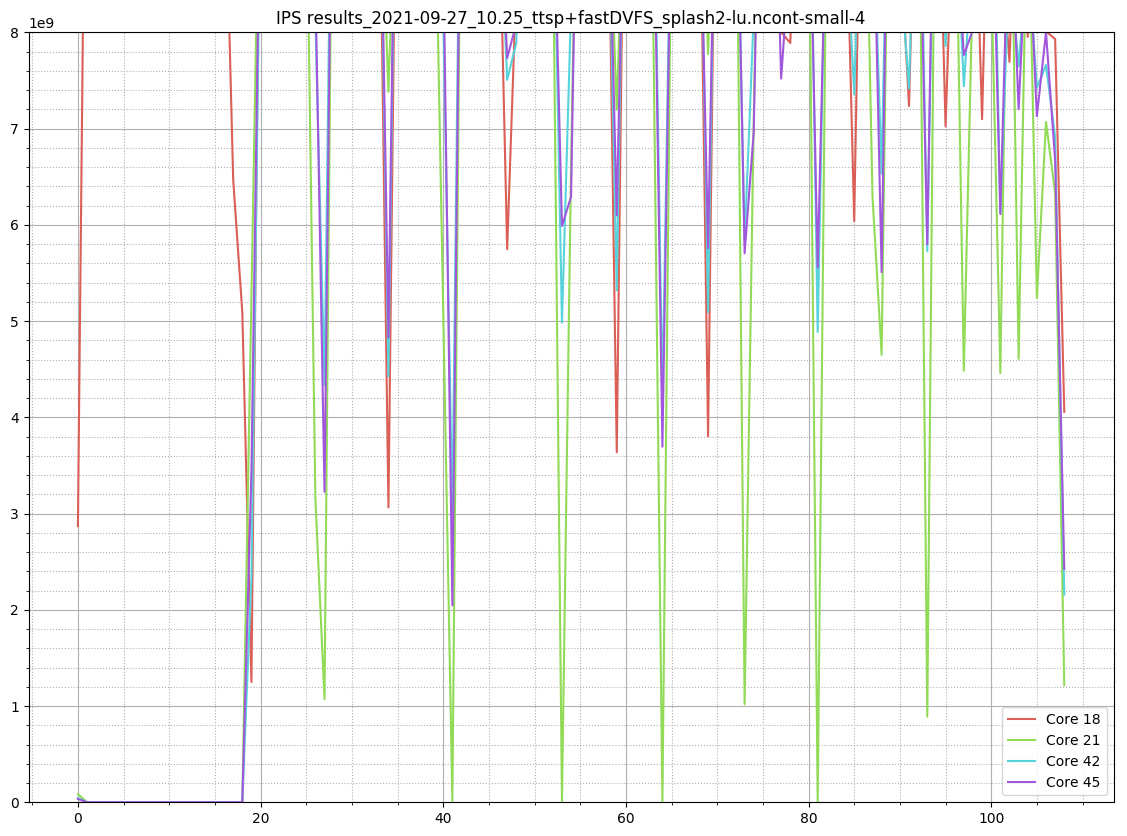 IPS results_2021-09-27_10.25_ttsp+fastDVFS_splash2-lu.ncont-small-4
1e9
8
7
6
5
4
3
2
1
0
0 20 40 60 80 100
Core 18
Core 21
Core 42
Core 45